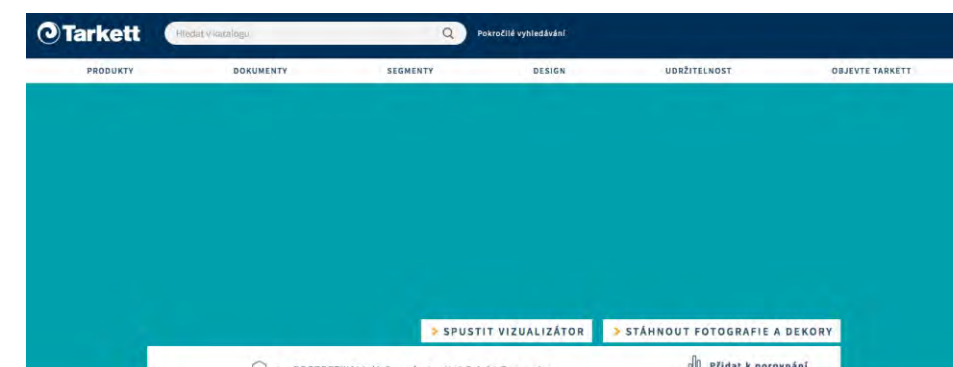 Tarkett
Hledat v katalogu
Pokročilé vyhledávání
PRODUKTY DOKUMENTY SEGMENTY DESIGN UDRŽITELNOST OBJEVTE TARKETT
> SPUSTIT VIZUALIZÁTOR > STÁHNOUT FOTOGRAFIE A DEKORY
Přidat k porovnání